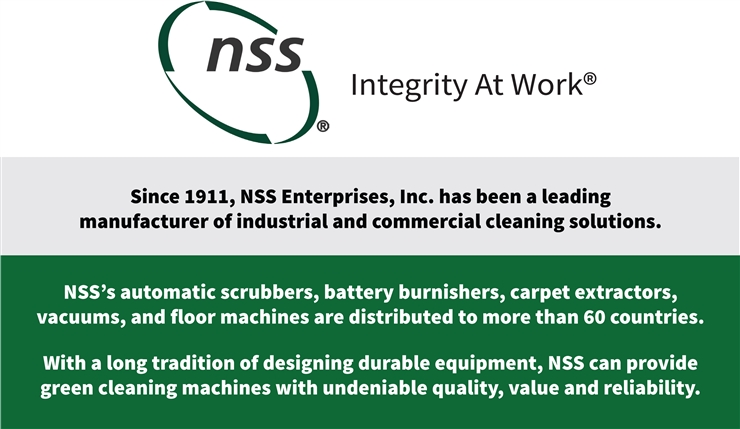 nss®
Integrity At Work®
Since 1911, NSS Enterprises, Inc. has been a leading
manufacturer of industrial and commercial cleaning solutions.
NSS’s automatic scrubbers, battery burnishers, carpet extractors,
vacuums, and floor machines are distributed to more than 60 countries.
With a long tradition of designing durable equipment, NSS can provide
green cleaning machines with undeniable quality, value and reliability.